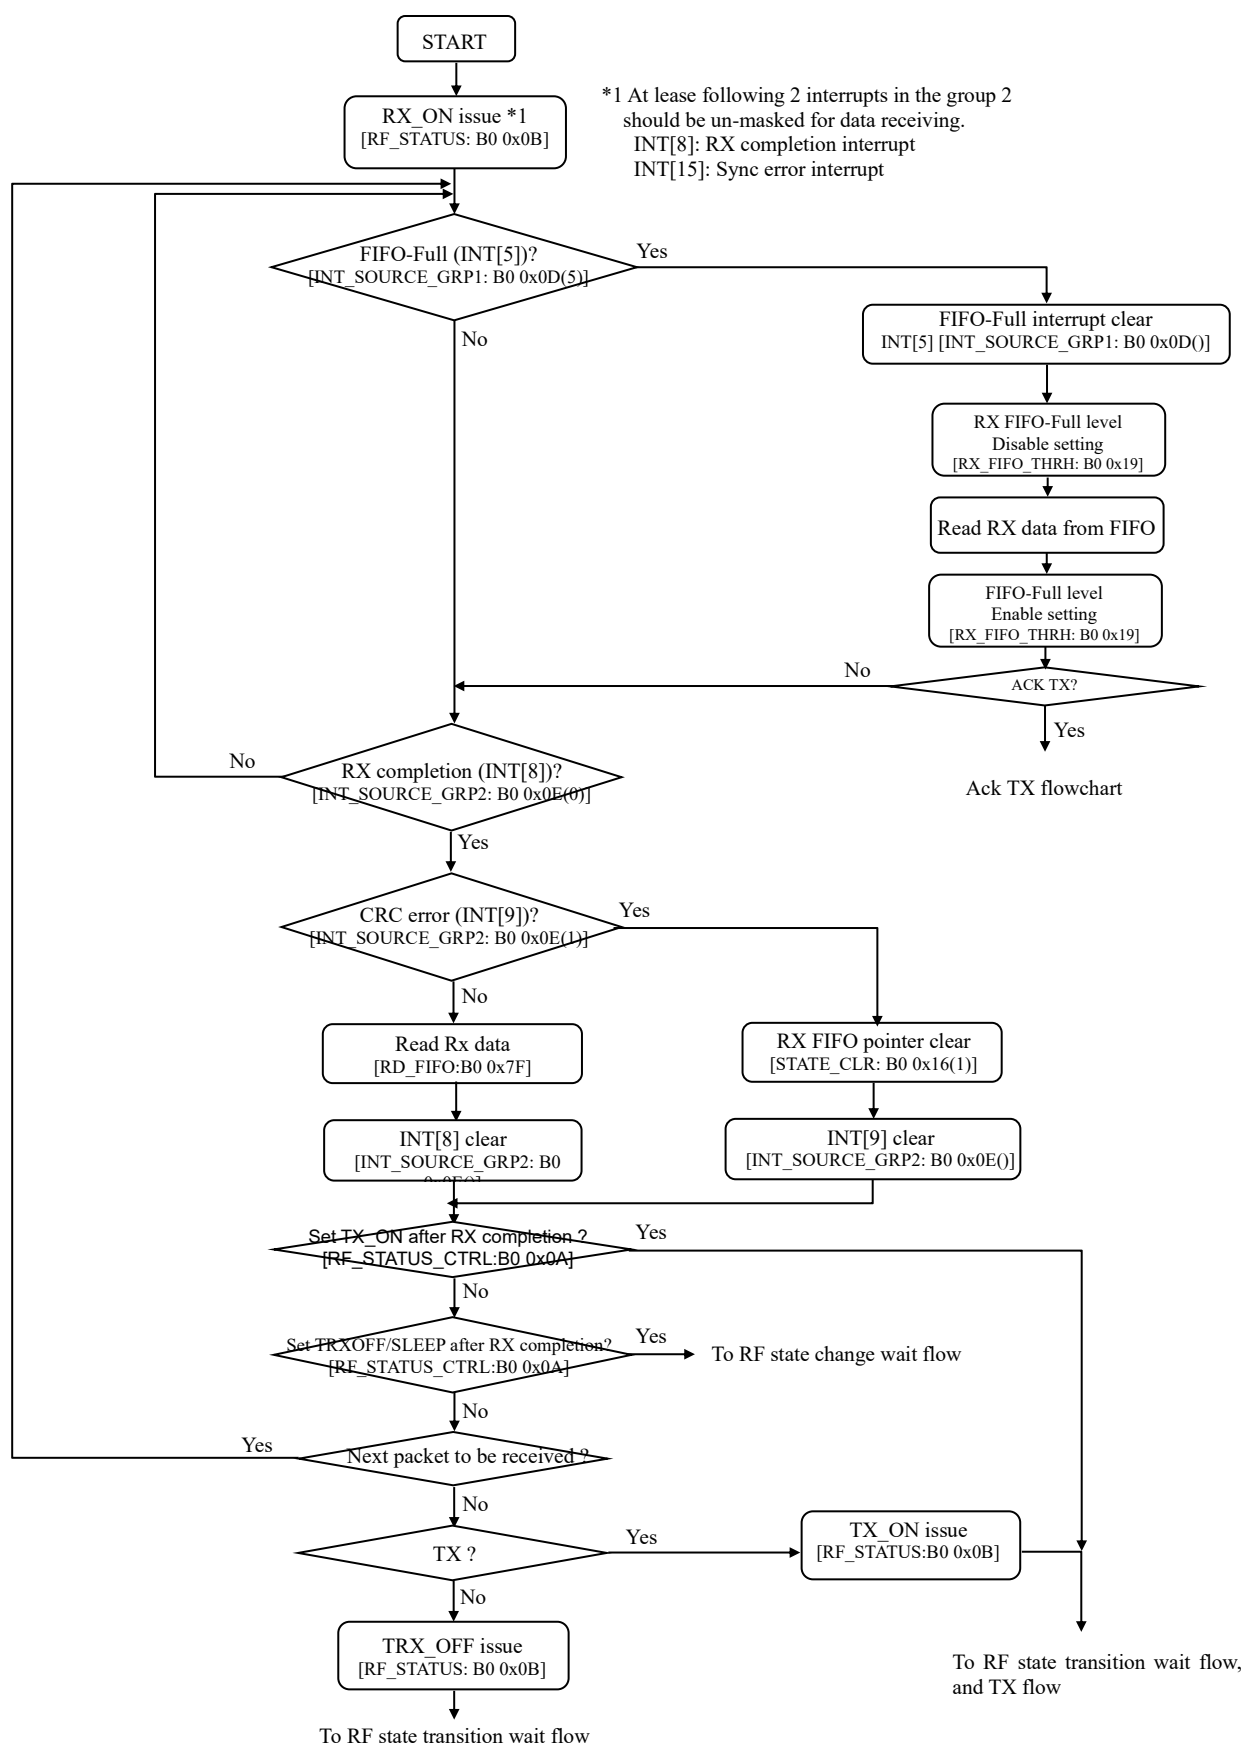 START
RX_ON issue *1
[RF_STATUS: B0 0x0B]
*1 At lease following 2 interrupts in the group 2
should be un-masked for data receiving.
INT[8]: RX completion interrupt
INT[15]: Sync error interrupt
FIFO-Full (INT[5])?
[INT_SOURCE_GRP1: B0 0x0D(5)]
Yes
No
FIFO-Full interrupt clear
INT[5] [INT_SOURCE_GRP1: B0 0x0D()]
RX FIFO-Full level
Disable setting
[RX_FIFO_THRH: B0 0x19]
Read RX data from FIFO
FIFO-Full level
Enable setting
[RX_FIFO_THRH: B0 0x19]
No
ACK TX?
Yes
Ack TX flowchart
No
RX completion (INT[8])?
[INT_SOURCE_GRP2: B0 0x0E(0)]
Yes
CRC error (INT[9])?
[INT_SOURCE_GRP2: B0 0x0E(1)]
Yes
No
Read Rx data
[RD_FIFO:B0 0x7F]
RX FIFO pointer clear
[STATE_CLR: B0 0x16(1)]
INT[8] clear
[INT_SOURCE_GRP2: B0
0x0E()]
INT[9] clear
[INT_SOURCE_GRP2: B0 0x0E()]
Set TX_ON after RX completion ?
[RF_STATUS_CTRL:B0 0x0A]
Yes
No
Set TRXOFF/SLEEP after RX completion?
[RF_STATUS_CTRL:B0 0x0A]
Yes
To RF state change wait flow
No
Yes
Next packet to be received ?
No
TX ?
Yes
TX_ON issue
[RF_STATUS:B0 0x0B]
No
TRX_OFF issue
[RF_STATUS: B0 0x0B]
To RF state transition wait flow,
and TX flow
To RF state transition wait flow